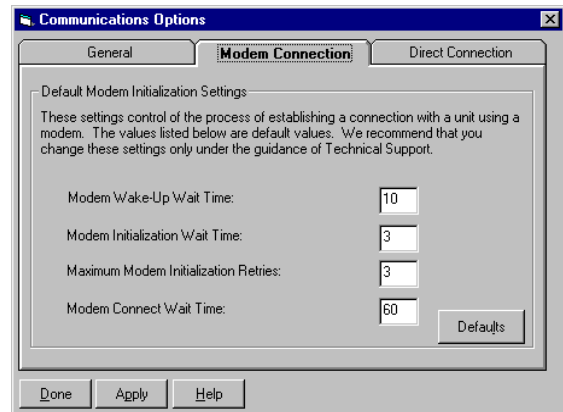 Communications Options
General
Modem Connection
Direct Connection
Default Modem Initialization Settings
These settings control of the process of establishing a connection with a unit using a
modem. The values listed below are default values. We recommend that you
change these settings only under the guidance of Technical Support.
Modem Wake-Up Wait Time: 10
Modem Initialization Wait Time: 3
Maximum Modem Initialization Retries: 3
Modem Connect Wait Time: 60
Defaults
Done
Apply
Help